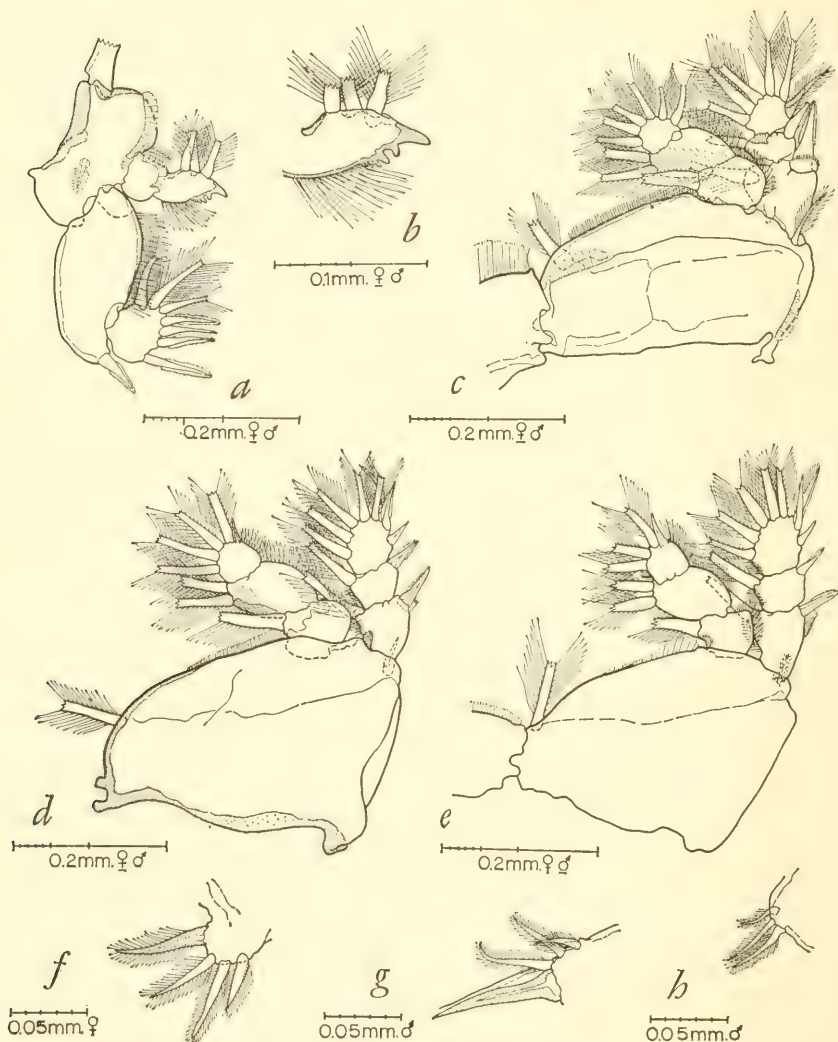 a
b
0.1mm. ♀ ♂
c
0.2mm. ♀ ♂
0.2mm. ♀ ♂
d
0.2mm. ♀ ♂
e
0.2mm. ♀ ♂
f
0.05mm. ♀
g
0.05mm. ♂
h
0.05mm. ♂